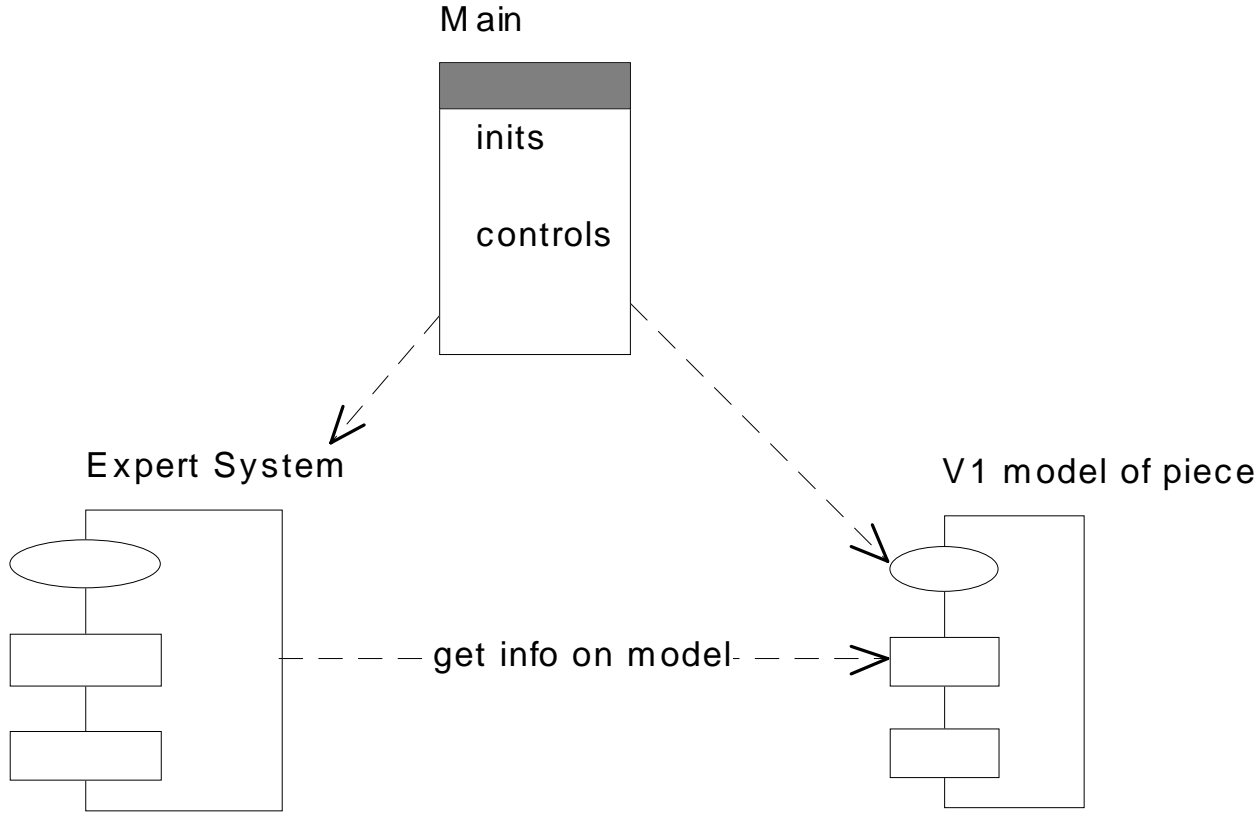 Main
inits
controls
Expert System
V1 model of piece
get info on model